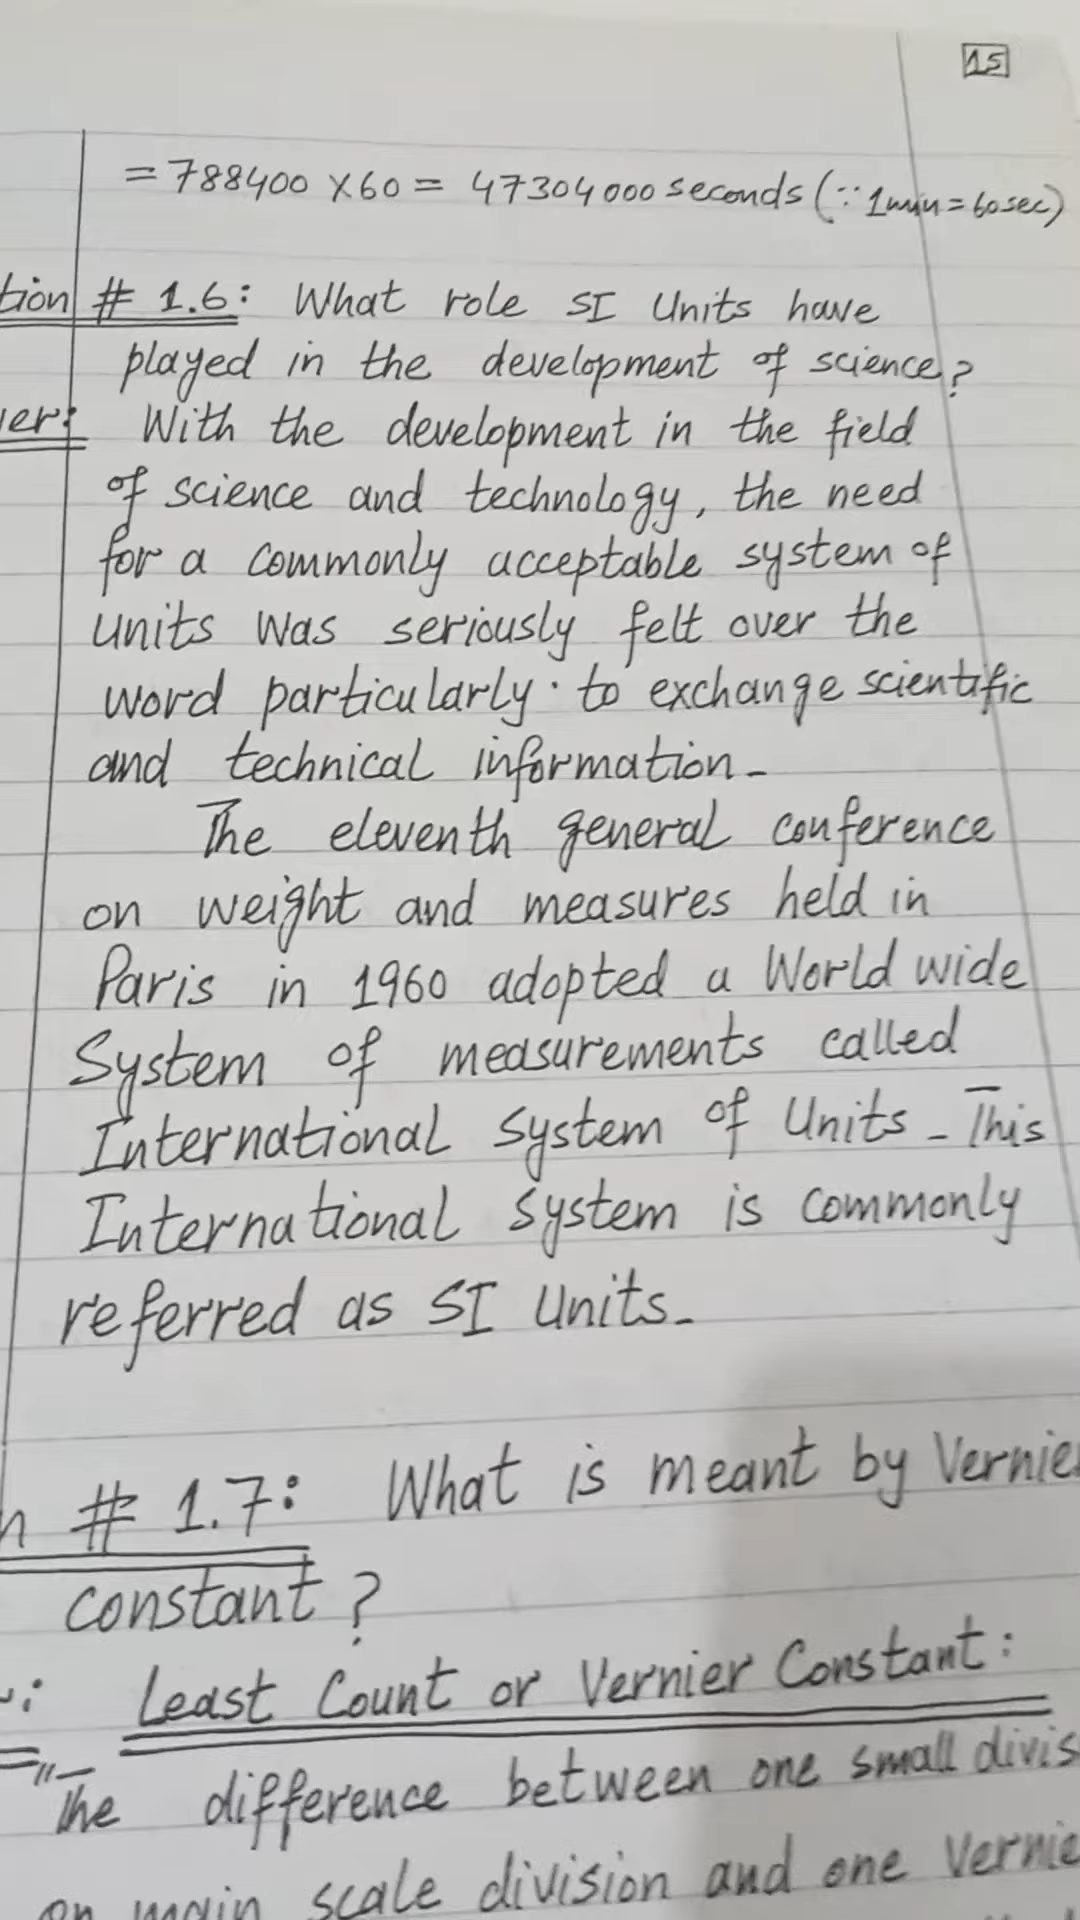 15
= 788400 X 60 = 47304000 seconds (∵ 1min = 60sec)
tion # 1.6: What role SI Units have
played in the development of science?
er: With the development in the field
of science and technology, the need
for a commonly acceptable system of
units was seriously felt over the
word particularly. to exchange scientific
and technical information-
The eleventh general conference
on weight and measures held in
Paris in 1960 adopted a World wide
System of measurements called
International system of Units - This
International system is commonly
referred as SI Units-
n # 1.7: What is meant by Vernie
constant?
: Least Count or Vernier Constant:
"The difference between one small divis
on main scale division and one Vernie